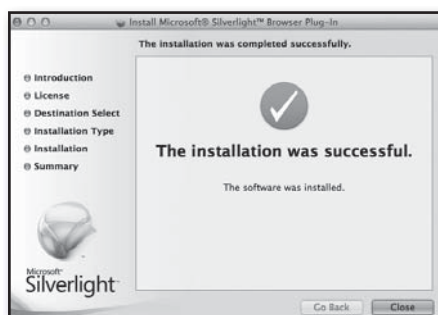 Install Microsoft® Silverlight™ Browser Plug-In
The installation was completed successfully.
Introduction
License
Destination Select
Installation Type
Installation
Summary
The installation was successful.
The software was installed.
Microsoft®
Silverlight™
Go Back
Close